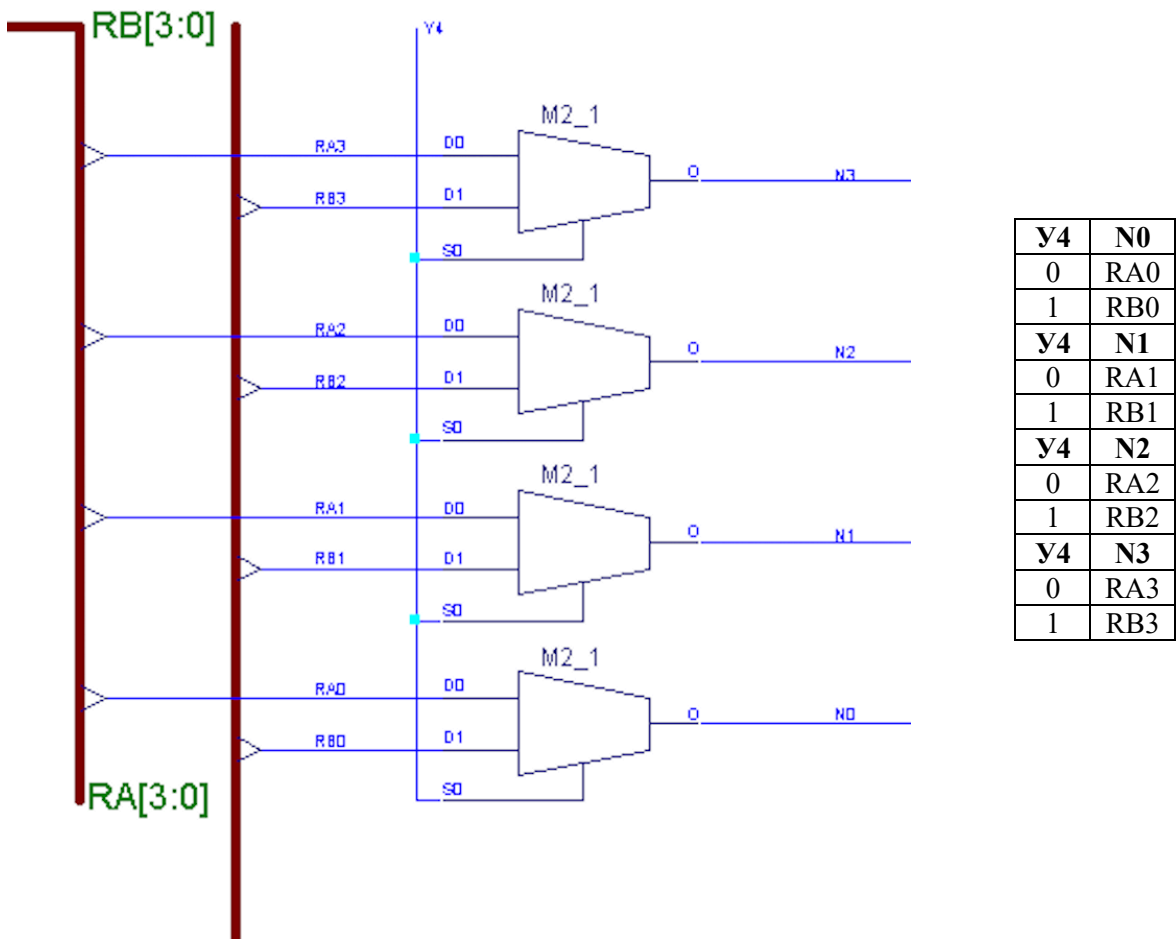 RB[3:0]
Y4
M2_1
RA3 D0
O N3
RB3 D1
S0
M2_1
RA2 D0
O N2
RB2 D1
S0
M2_1
RA1 D0
O N1
RB1 D1
S0
M2_1
RA0 D0
O N0
RB0 D1
S0
RA[3:0]
У4 N0
0 RA0
1 RB0
У4 N1
0 RA1
1 RB1
У4 N2
0 RA2
1 RB2
У4 N3
0 RA3
1 RB3